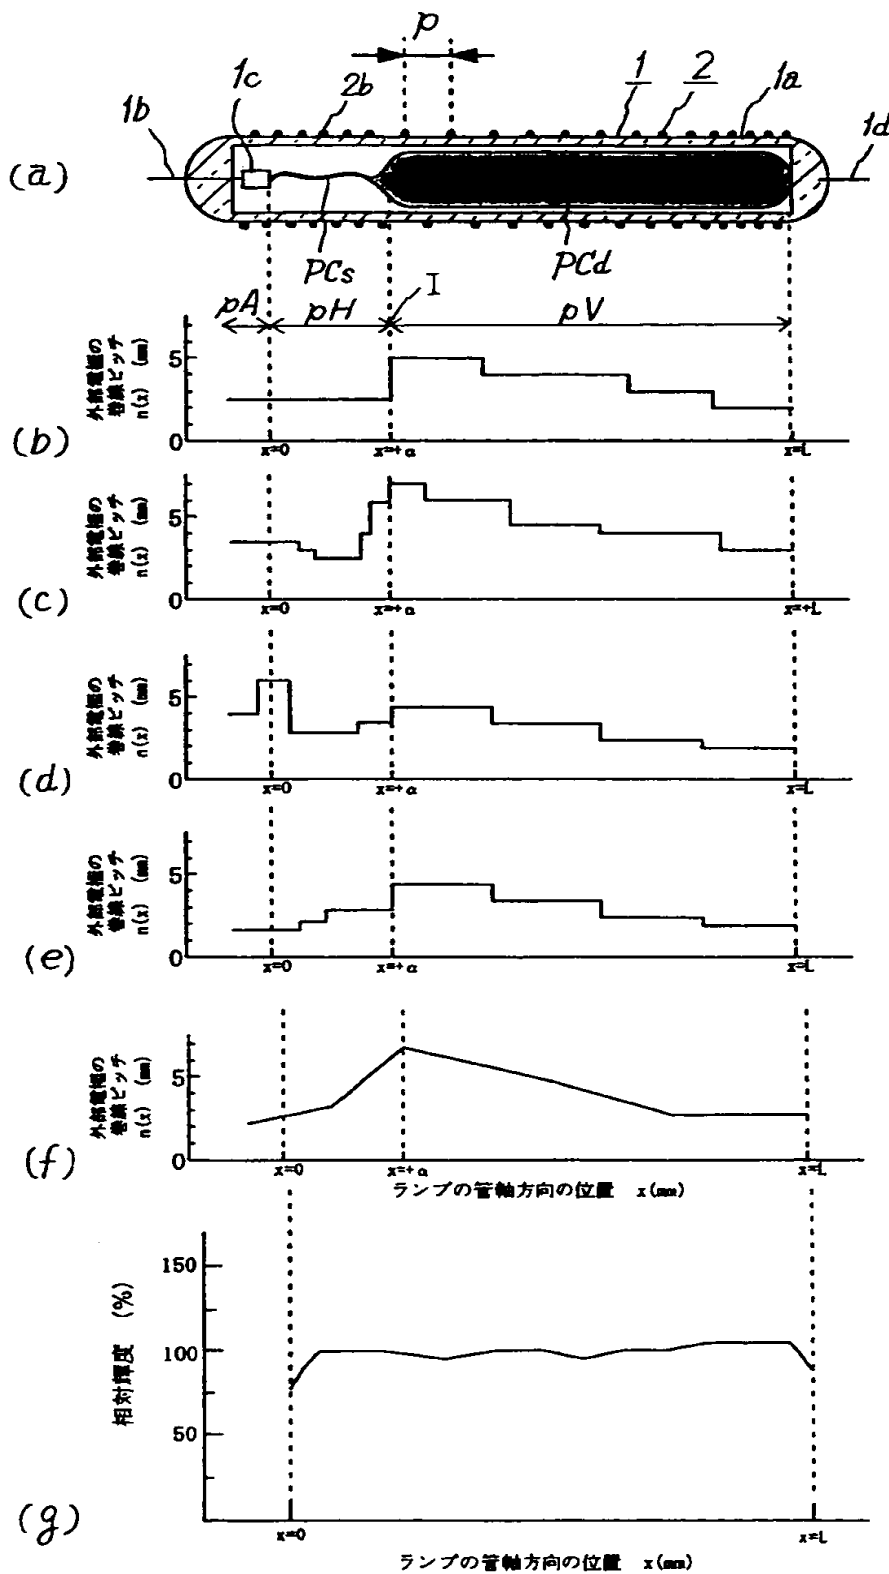 p
1c
2b
1
2
1a
1b
1d
(a)
PCs
PCd
I
pA
pH
pV
外部電極の
巻線ピッチ
n(x) (mm)
5
0
(b)
x=0
x=+α
x=L
外部電極の
巻線ピッチ
n(x) (mm)
5
0
(c)
x=0
x=+α
x=+L
外部電極の
巻線ピッチ
n(x) (mm)
5
0
(d)
x=0
x=+α
x=L
外部電極の
巻線ピッチ
n(x) (mm)
5
0
(e)
x=0
x=+α
x=L
外部電極の
巻線ピッチ
n(x) (mm)
5
0
(f)
x=0
x=+α
x=L
ランプの管軸方向の位置 x(mm)
相対輝度 (%)
150
100
50
(g)
x=0
x=L
ランプの管軸方向の位置 x(mm)